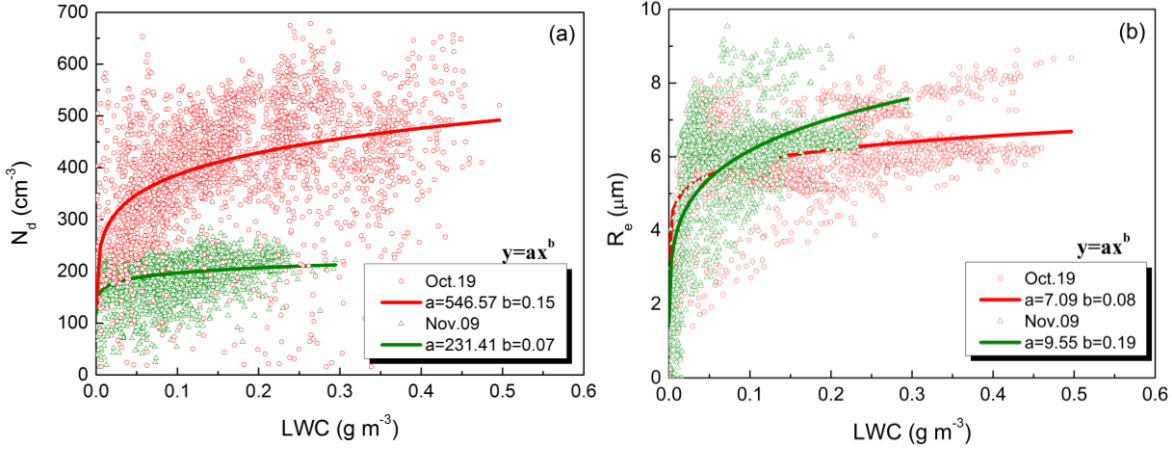 (a)
700
600
500
400
300
200
100
0
N_d (cm⁻³)
y=ax^b
Oct.19
a=546.57 b=0.15
Nov.09
a=231.41 b=0.07
0.0 0.1 0.2 0.3 0.4 0.5 0.6
LWC (g m⁻³)
(b)
10
8
6
4
2
0
R_e (μm)
y=ax^b
Oct.19
a=7.09 b=0.08
Nov.09
a=9.55 b=0.19
0.0 0.1 0.2 0.3 0.4 0.5 0.6
LWC (g m⁻³)